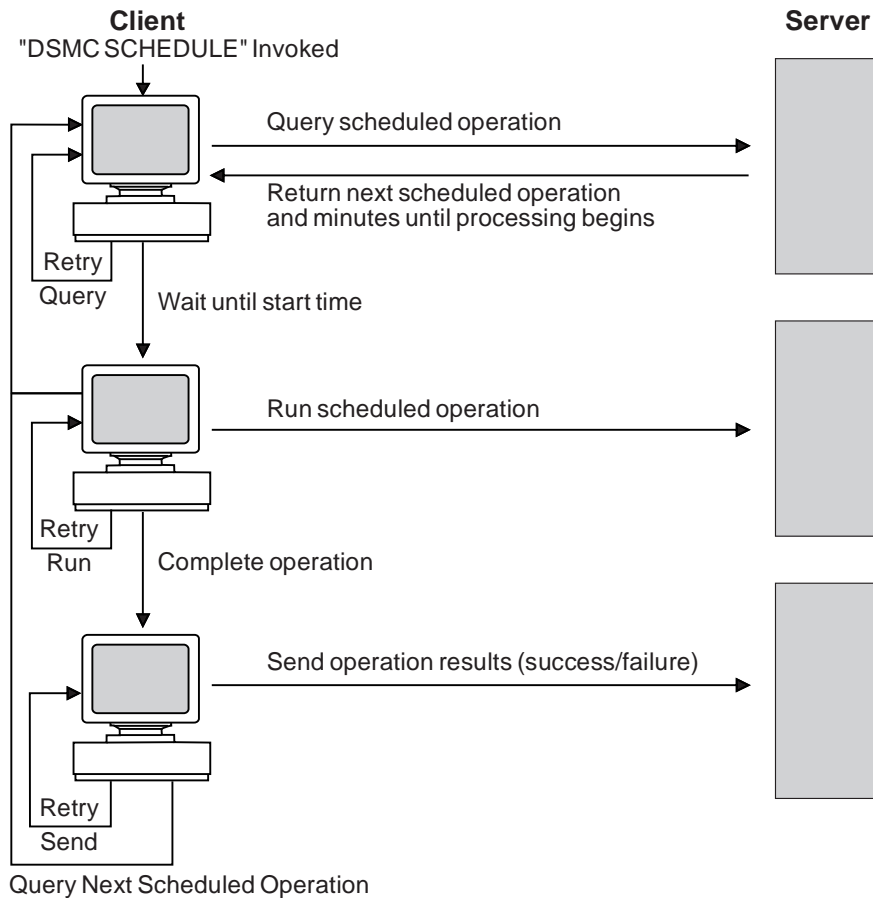 Client
Server
"DSMC SCHEDULE" Invoked
Query scheduled operation
Return next scheduled operation
and minutes until processing begins
Retry
Query
Wait until start time
Run scheduled operation
Retry
Run
Complete operation
Send operation results (success/failure)
Retry
Send
Query Next Scheduled Operation